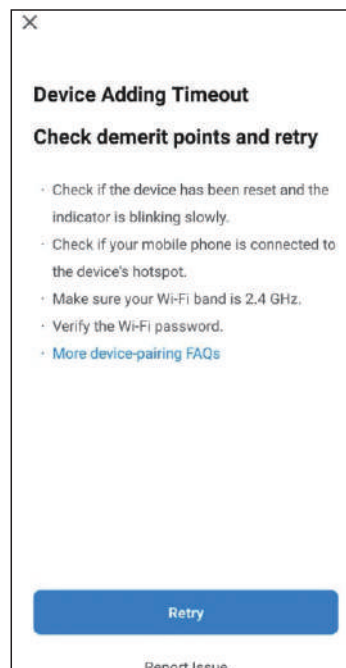 Device Adding Timeout
Check demerit points and retry
· Check if the device has been reset and the
indicator is blinking slowly.
· Check if your mobile phone is connected to
the device's hotspot.
· Make sure your Wi-Fi band is 2.4 GHz.
· Verify the Wi-Fi password.
· More device-pairing FAQs
Retry
Report Issue